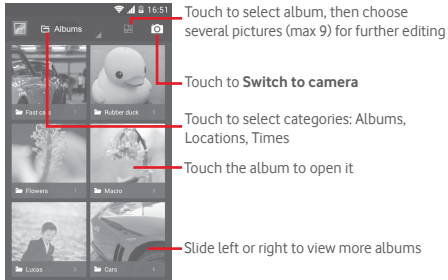 16:51
Albums
Touch to select album, then choose
several pictures (max 9) for further editing
Touch to Switch to camera
Fast cars
Rubber duck
Touch to select categories: Albums,
Locations, Times
Touch the album to open it
Flowers
Macro
Slide left or right to view more albums
Lucas
Cars